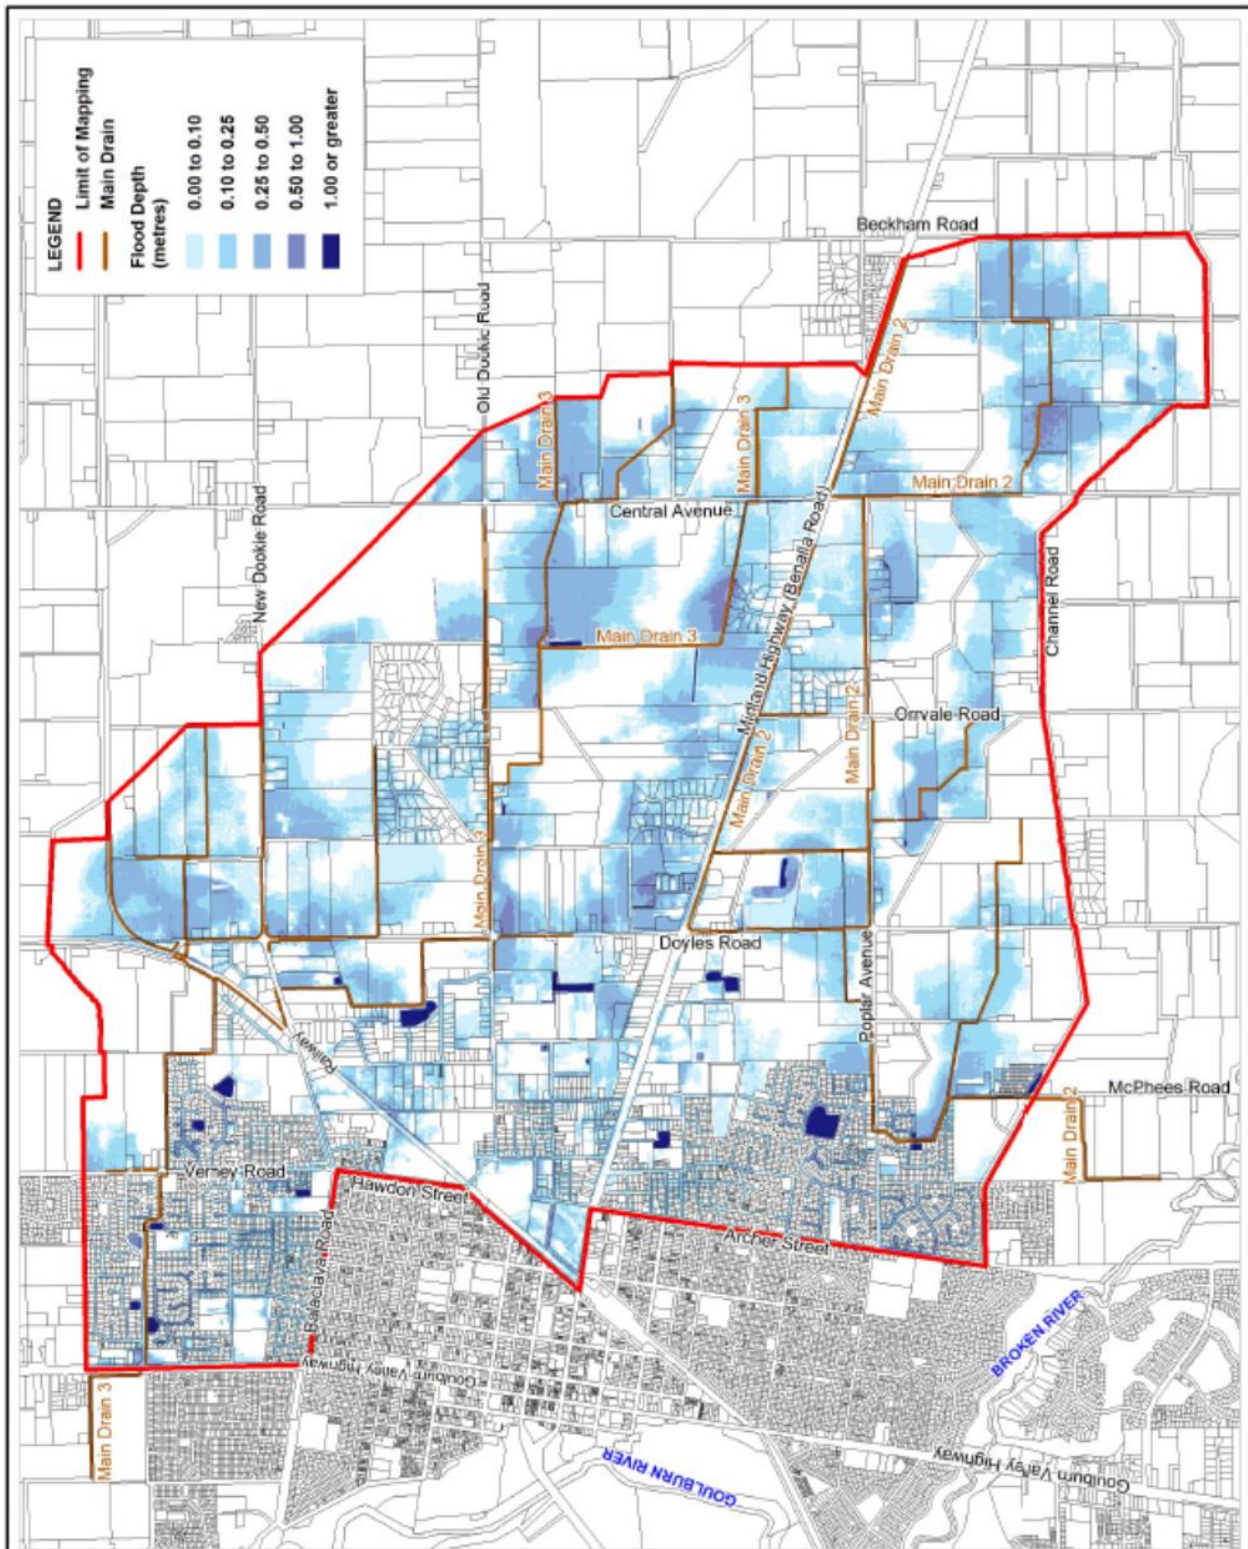 LEGEND
Limit of Mapping
Main Drain
Flood Depth
(metres)
0.00 to 0.10
0.10 to 0.25
0.25 to 0.50
0.50 to 1.00
1.00 or greater
Beckham Road
Old Dookie Road
New Dookie Road
Main Drain 2
Main Drain 3
Main Drain 3
Main Drain 2
Central Avenue
Midland Highway (Benalla Road)
Channel Road
Main Drain 3
Main Drain 2
Orrvale Road
Main Drain 2
Main Drain 3
Doyles Road
Poplar Avenue
Railway
McPhees Road
Main Drain 2
Verney Road
Hawdon Street
Archer Street
Balaclava Road
Goulburn Valley Highway
BROKEN RIVER
Main Drain 3
GOULBURN RIVER
Goulburn Valley Highway